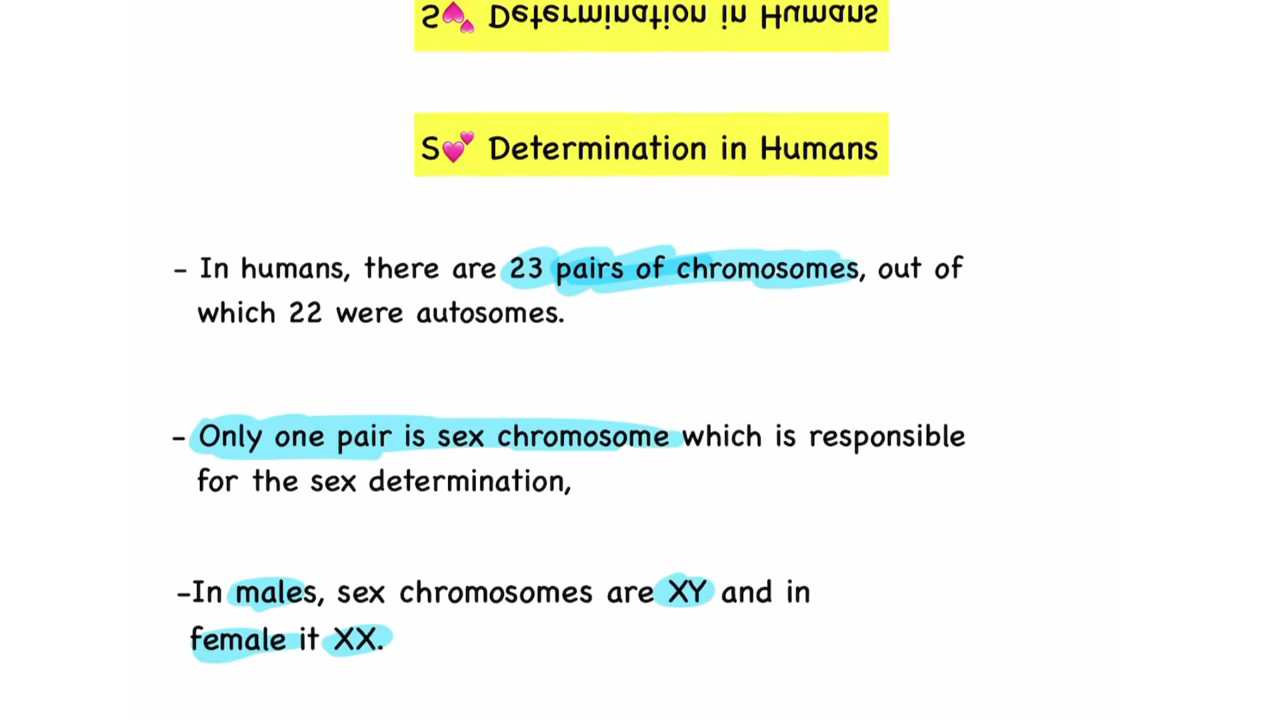 S💕 Determination in Humans
S💕 Determination in Humans
- In humans, there are 23 pairs of chromosomes, out of
which 22 were autosomes.
- Only one pair is sex chromosome which is responsible
for the sex determination,
-In males, sex chromosomes are XY and in
female it XX.